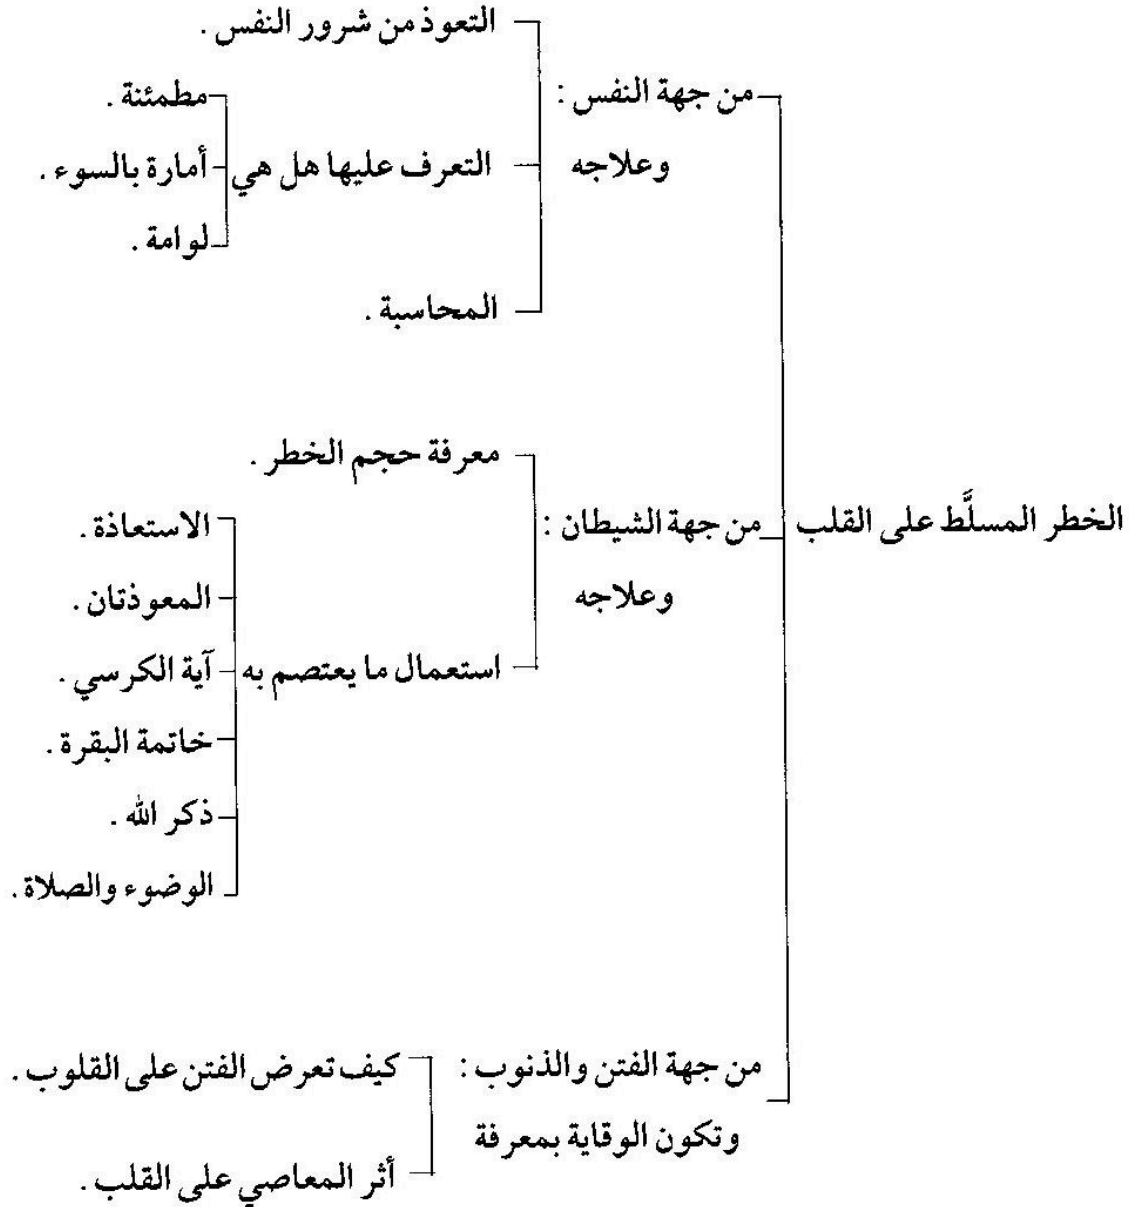 الخطر المسلَّط على القلب
من جهة النفس :
وعلاجه
التعوذ من شرور النفس .
التعرف عليها هل هي
مطمئنة .
أمارة بالسوء .
لوامة .
المحاسبة .
من جهة الشيطان :
وعلاجه
معرفة حجم الخطر .
استعمال ما يعتصم به
الاستعاذة .
المعوذتان .
آية الكرسي .
خاتمة البقرة .
ذكر الله .
الوضوء والصلاة .
من جهة الفتن والذنوب :
وتكون الوقاية بمعرفة
كيف تعرض الفتن على القلوب .
أثر المعاصي على القلب .